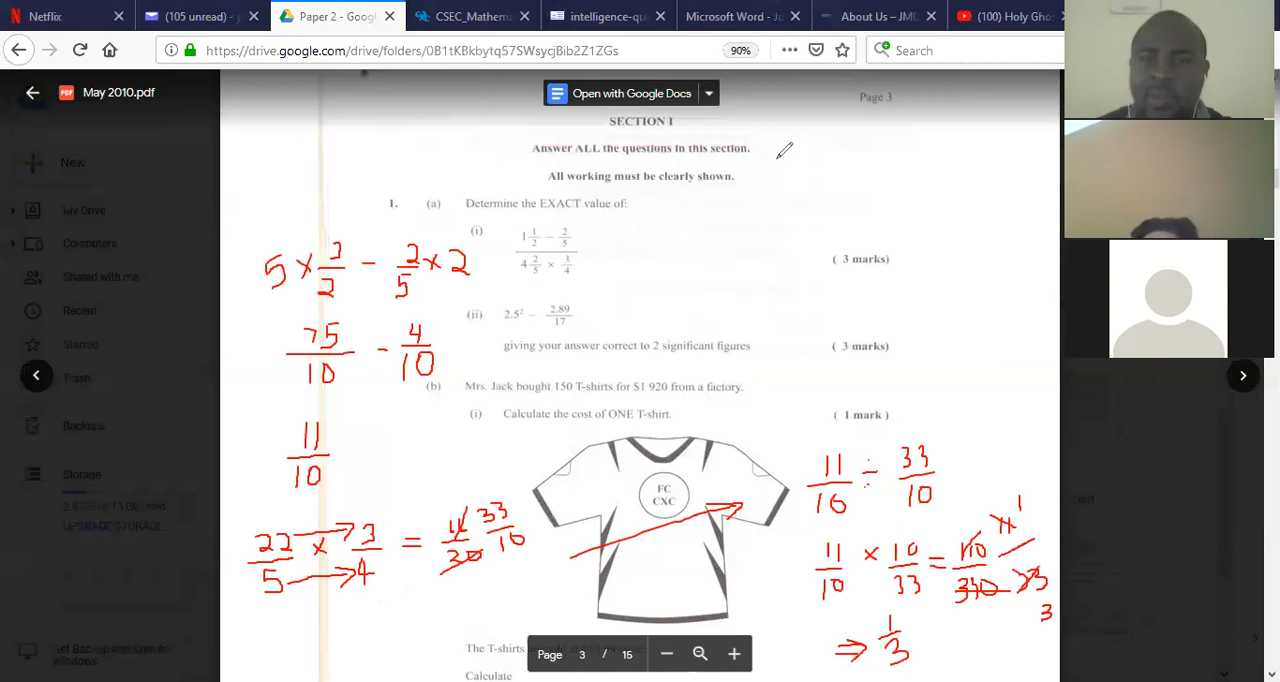 Netflix
(105 unread) -
Paper 2 - Googl
CSEC_Mathema
intelligence-qu
Microsoft Word - Ju
About Us – JMD
(100) Holy Ghos
https://drive.google.com/drive/folders/0B1tKBkbytq57SWsycjBib2Z1ZGs
90%
Search
May 2010.pdf
Open with Google Docs
Page 3
New
My Drive
Computers
Shared with me
Recent
Starred
Trash
Backups
Storage
UPGRADE STORAGE
Windows
SECTION I
Answer ALL the questions in this section.
All working must be clearly shown.
1. (a) Determine the EXACT value of:
(i) 1 1/2 − 2/5
4 2/5 × 3/4
( 3 marks)
(ii) 2.5² − 2.89/17
giving your answer correct to 2 significant figures ( 3 marks)
(b) Mrs. Jack bought 150 T-shirts for $1 920 from a factory.
(i) Calculate the cost of ONE T-shirt. ( 1 mark )
FC
CXC
The T-shirts
Calculate
Page 3 / 15
5 × 3/2 − 2/5 × 2
− 4/10
11/10
22/5 × 3/4 = 33/10
11/10 ÷ 33/10
11/10 × 10/33 =
1
3
⇒ 1/3